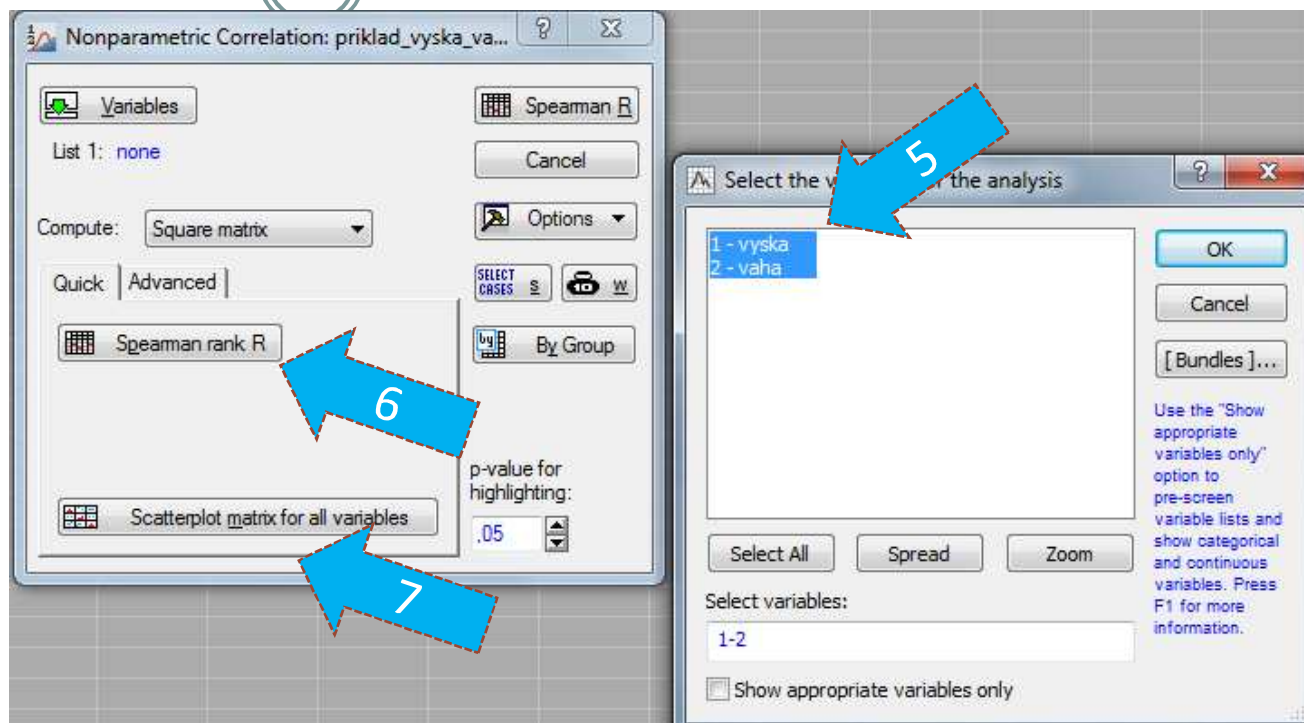 Nonparametric Correlation: priklad_vyska_va...
Variables
Spearman R
List 1: none
Cancel
Compute: Square matrix
Options
Quick
Advanced
SELECT CASES
S
W
Spearman rank R
By Group
6
p-value for
highlighting:
Scatterplot matrix for all variables
,05
7
5
Select the v r the analysis
1 - vyska
2 - vaha
OK
Cancel
[ Bundles ]...
Use the "Show
appropriate
variables only"
option to
pre-screen
variable lists and
show categorical
and continuous
variables. Press
F1 for more
information.
Select All
Spread
Zoom
Select variables:
1-2
Show appropriate variables only